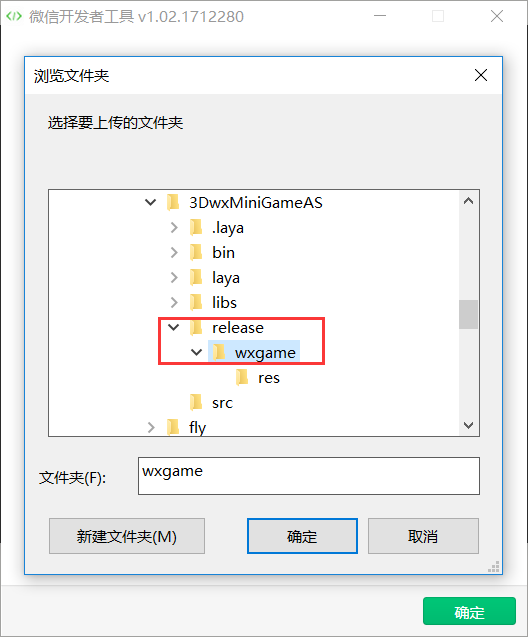 微信开发者工具 v1.02.1712280
浏览文件夹
选择要上传的文件夹
3DwxMiniGameAS
.laya
bin
laya
libs
release
wxgame
res
src
fly
文件夹(F):
wxgame
新建文件夹(M)
确定
取消
确定